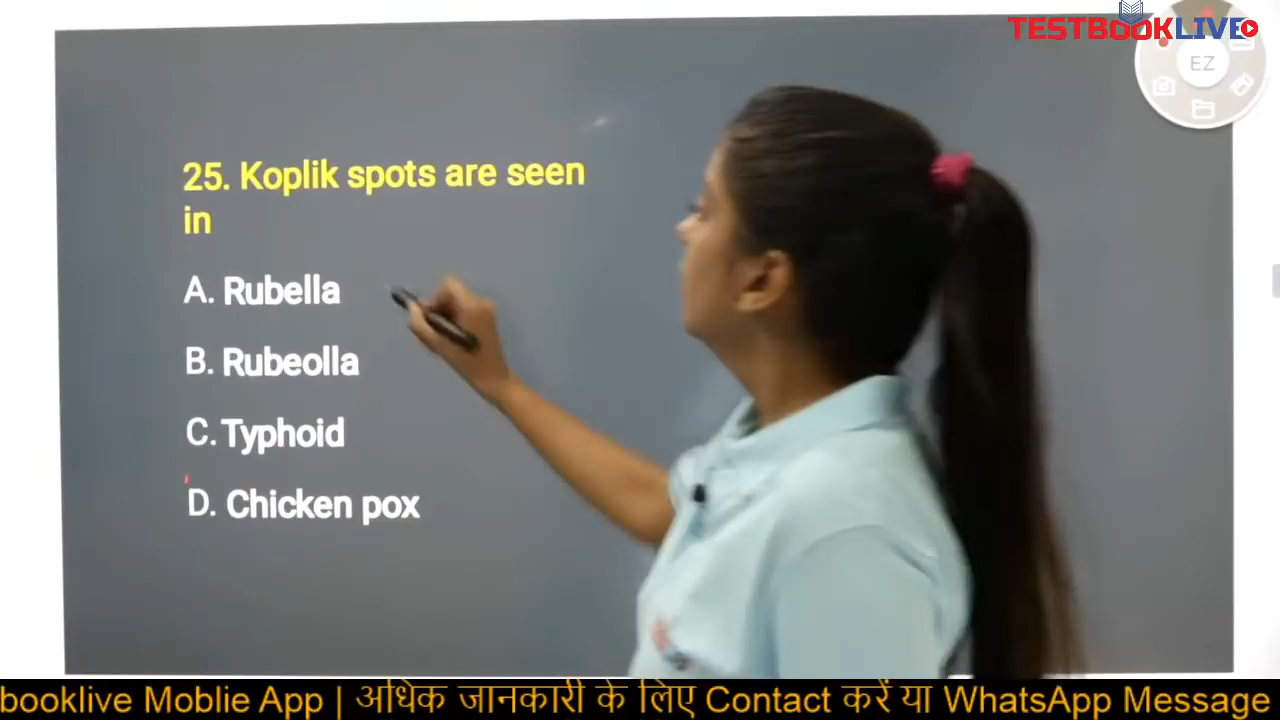 TESTBOOKLIVE
EZ
25. Koplik spots are seen
in
A. Rubella
B. Rubeolla
C. Typhoid
D. Chicken pox
booklive Moblie App | अधिक जानकारी के लिए Contact करें या WhatsApp Message